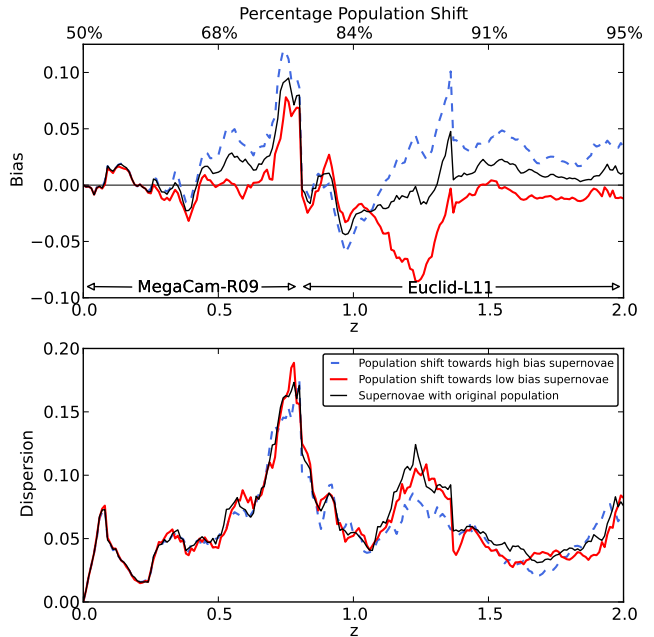 Percentage Population Shift
50% 68% 84% 91% 95%
0.10
0.05
0.00
−0.05
−0.10
Bias
MegaCam-R09 Euclid-L11
0.0 0.5 1.0 1.5 2.0
z
0.20
0.15
0.10
0.05
0.00
Dispersion
Population shift towards high bias supernovae
Population shift towards low bias supernovae
Supernovae with original population
0.0 0.5 1.0 1.5 2.0
z